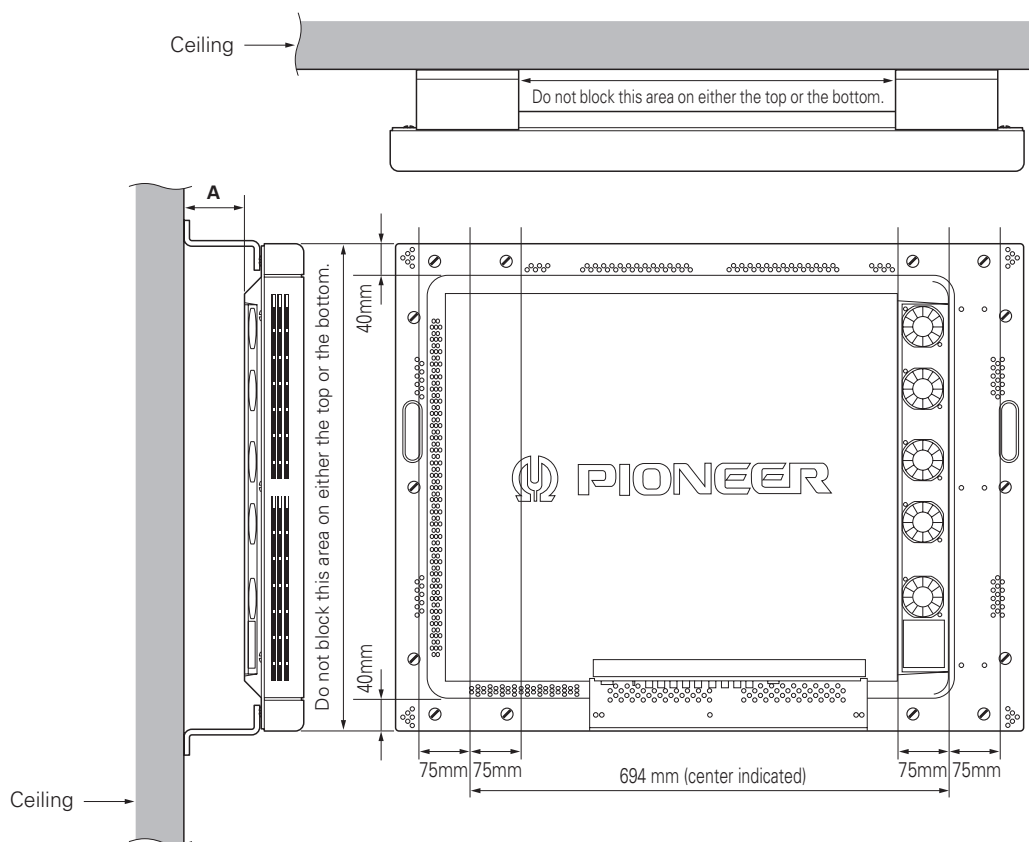 Ceiling
Do not block this area on either the top or the bottom.
A
Do not block this area on either the top or the bottom.
40mm
40mm
PIONEER
75mm
75mm
694 mm (center indicated)
75mm
75mm
Ceiling